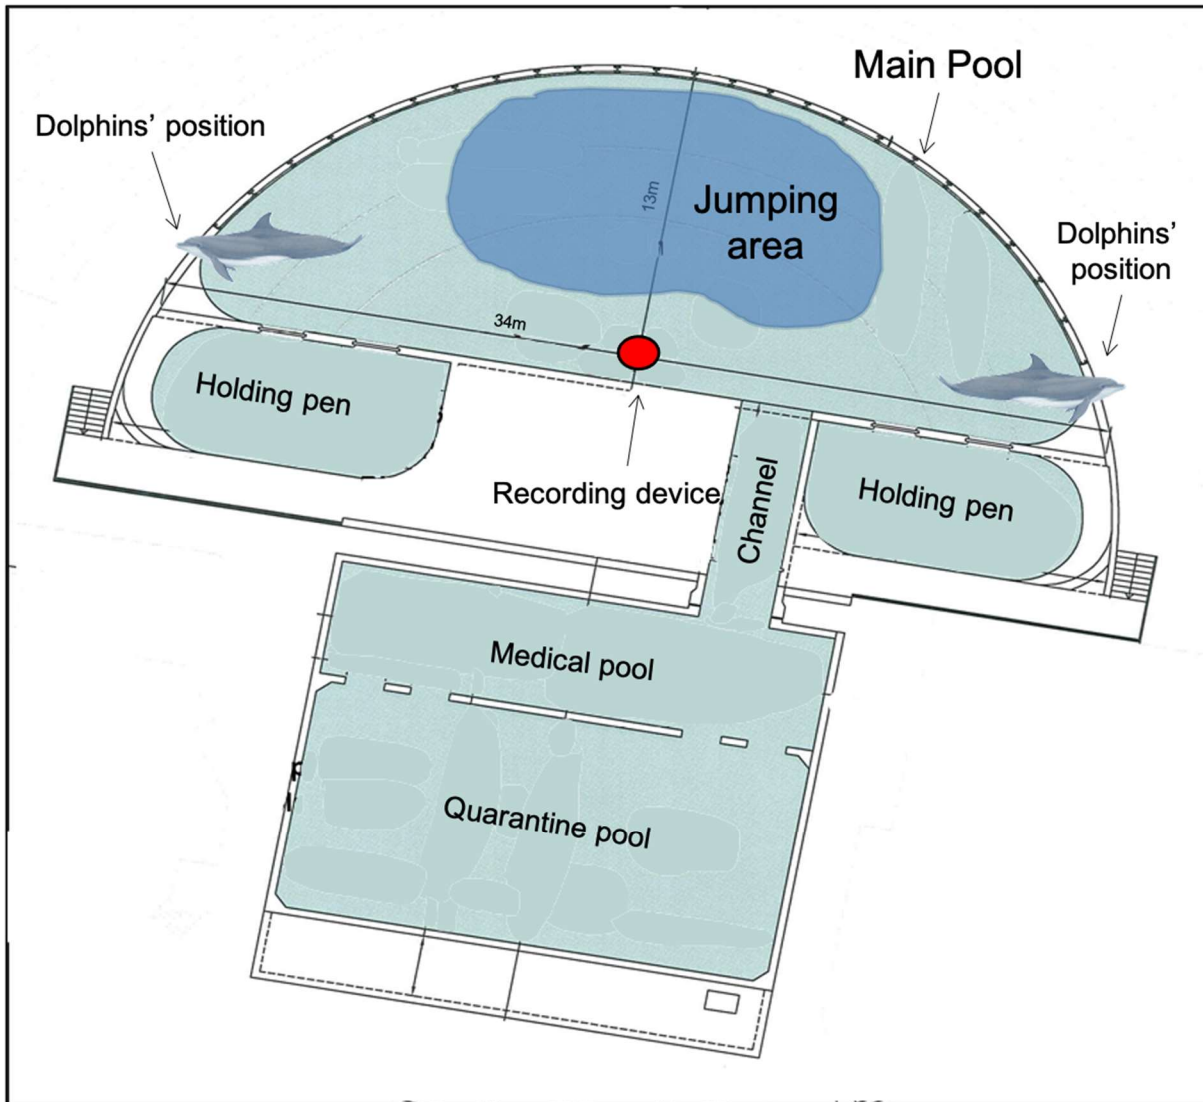 Main Pool
Dolphins’ position
13m
Jumping
area
Dolphins’
position
34m
Holding pen
Recording device
Channel
Holding pen
Medical pool
Quarantine pool